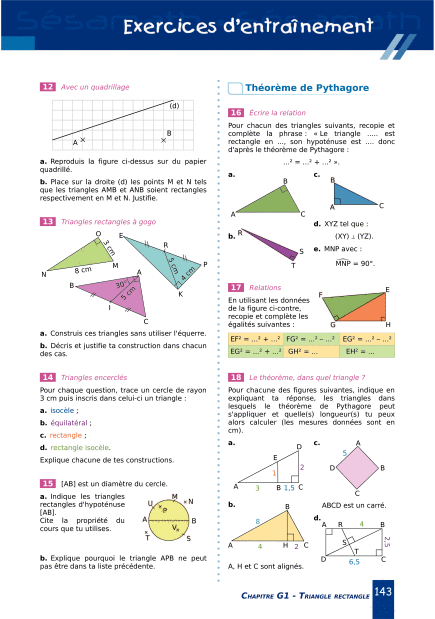 Exercices d'entraînement
12 Avec un quadrillage
(d)
A
B
a. Reproduis la figure ci-dessus sur du papier
quadrillé.
b. Place sur la droite (d) les points M et N tels
que les triangles AMB et ANB soient rectangles
respectivement en M et N. Justifie.
13 Triangles rectangles à gogo
O
E
3 cm
R
N
8 cm
M
A
3 cm
4 cm
P
B
30°
5 cm
K
I
C
a. Construis ces triangles sans utiliser l'équerre.
b. Décris et justifie ta construction dans chacun
des cas.
14 Triangles encerclés
Pour chaque question, trace un cercle de rayon
3 cm puis inscris dans celui-ci un triangle :
a. isocèle ;
b. équilatéral ;
c. rectangle ;
d. rectangle isocèle.
Explique chacune de tes constructions.
15 [AB] est un diamètre du cercle.
a. Indique les triangles
rectangles d'hypoténuse
[AB].
Cite la propriété du
cours que tu utilises.
M
U
N
P
A
B
V
T
S
b. Explique pourquoi le triangle APB ne peut
pas être dans ta liste précédente.
Théorème de Pythagore
16 Écrire la relation
Pour chacun des triangles suivants, recopie et
complète la phrase : « Le triangle ..... est
rectangle en ..., son hypoténuse est .... donc
d'après le théorème de Pythagore :
...² = ...² + ...² ».
a.
B
A
C
c.
B
A
C
b.
R
S
T
d. XYZ tel que :
(XY) ⊥ (YZ).
e. MNP avec :
MNP = 90°.
17 Relations
En utilisant les données
de la figure ci-contre,
recopie et complète les
égalités suivantes :
E
F
G
H
EF² = ...² + ...² FG² = ...² – ...² EG² = ...² – ...²
EG² = ...² + ...² GH² = ... EH² = ...
18 Le théorème, dans quel triangle ?
Pour chacune des figures suivantes, indique en
expliquant ta réponse, les triangles dans
lesquels le théorème de Pythagore peut
s'appliquer et quelle(s) longueur(s) tu peux
alors calculer (les mesures données sont en
cm).
a.
D
E
2
1
A
3
B
1,5
C
c.
A
5
D
B
C
ABCD est un carré.
b.
B
8
A
4
H
2
C
A, H et C sont alignés.
d.
A
R
4
B
S
2,5
T
D
6,5
C
CHAPITRE G1 - TRIANGLE RECTANGLE 143